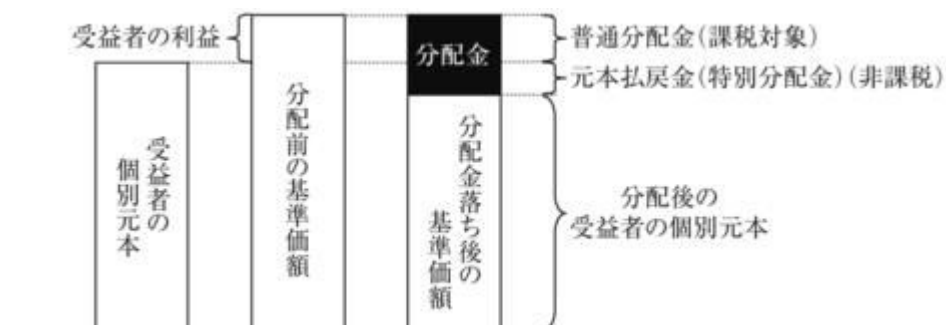 受益者の利益
受益者の
個別元本
分配前の基準価額
分配金
分配金落ち後の
基準価額
普通分配金(課税対象)
元本払戻金(特別分配金)(非課税)
分配後の
受益者の個別元本